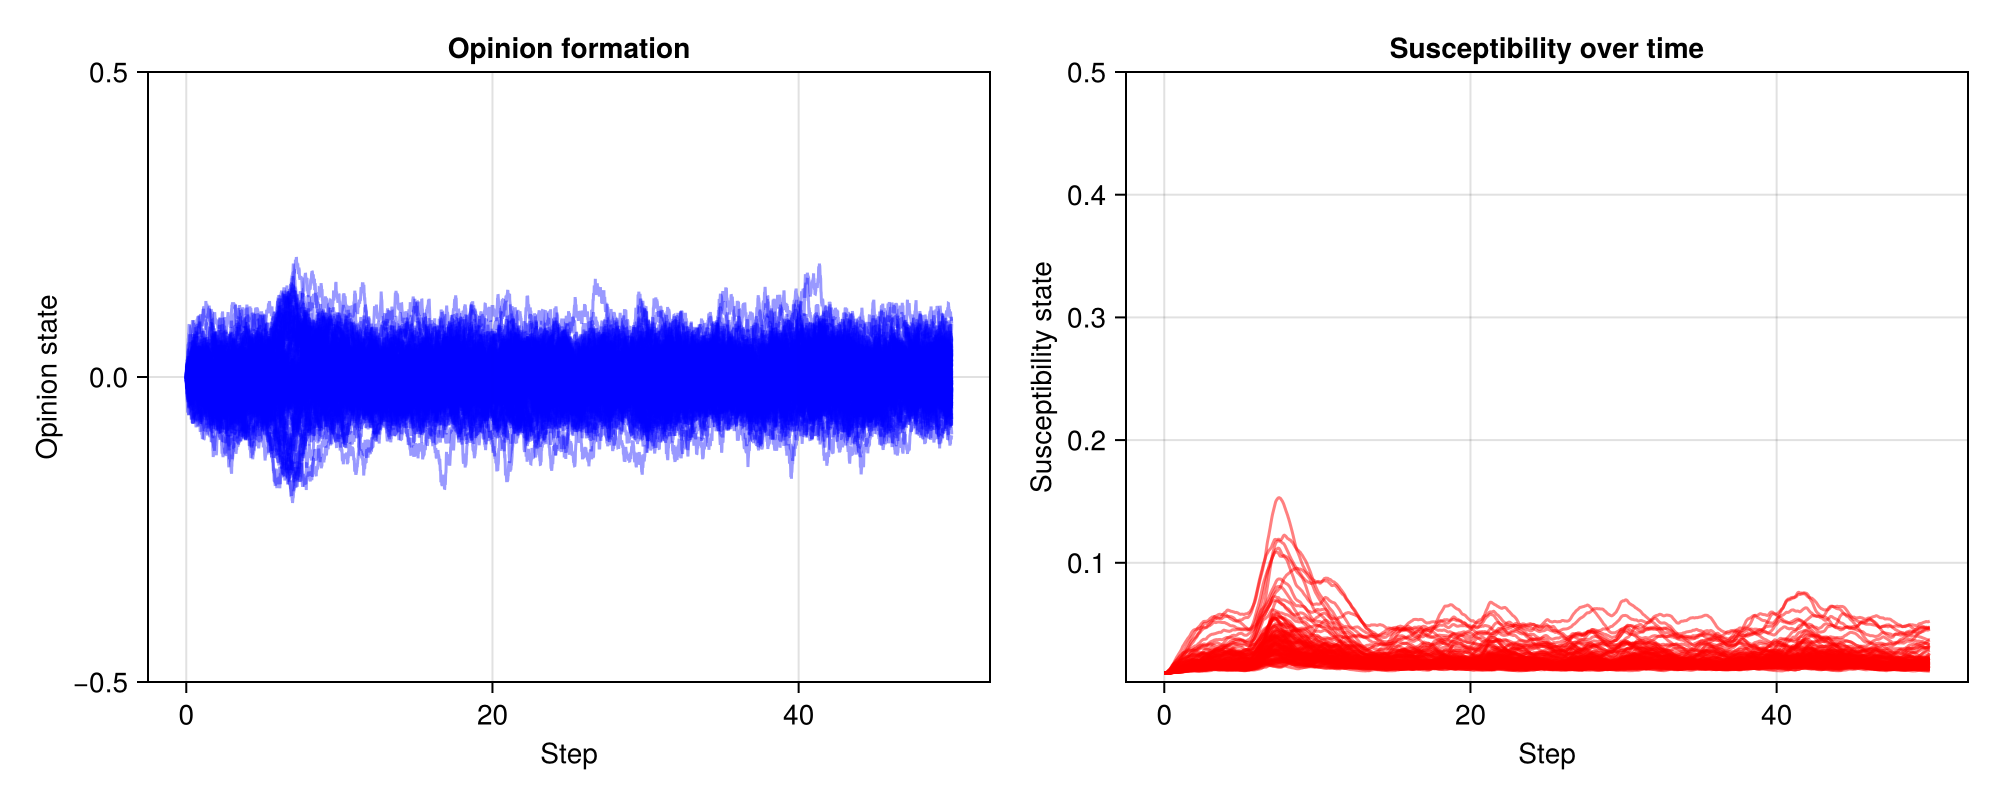 Opinion formation
0.5
0.0
−0.5
Opinion state
0 20 40
Step
Susceptibility over time
0.5
0.4
0.3
0.2
0.1
Susceptibility state
0 20 40
Step